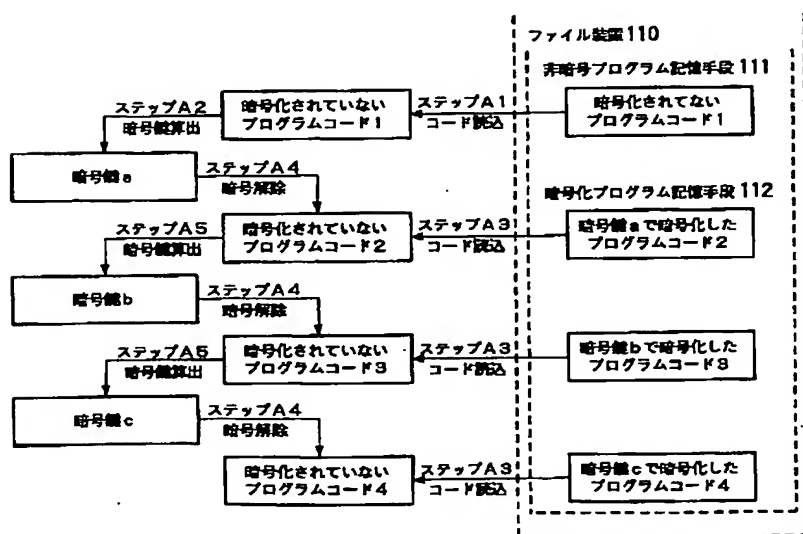 ファイル装置110
非暗号プログラム記憶手段111
ステップA2
暗号鍵算出
暗号化されていない
プログラムコード1
ステップA1
コード読込
暗号化されてない
プログラムコード1
暗号鍵a
ステップA4
暗号解除
暗号化プログラム記憶手段112
ステップA5
暗号鍵算出
暗号化されていない
プログラムコード2
ステップA3
コード読込
暗号鍵aで暗号化した
プログラムコード2
暗号鍵b
ステップA4
暗号解除
ステップA5
暗号鍵算出
暗号化されていない
プログラムコード3
ステップA3
コード読込
暗号鍵bで暗号化した
プログラムコード3
暗号鍵c
ステップA4
暗号解除
暗号化されていない
プログラムコード4
ステップA3
コード読込
暗号鍵cで暗号化した
プログラムコード4